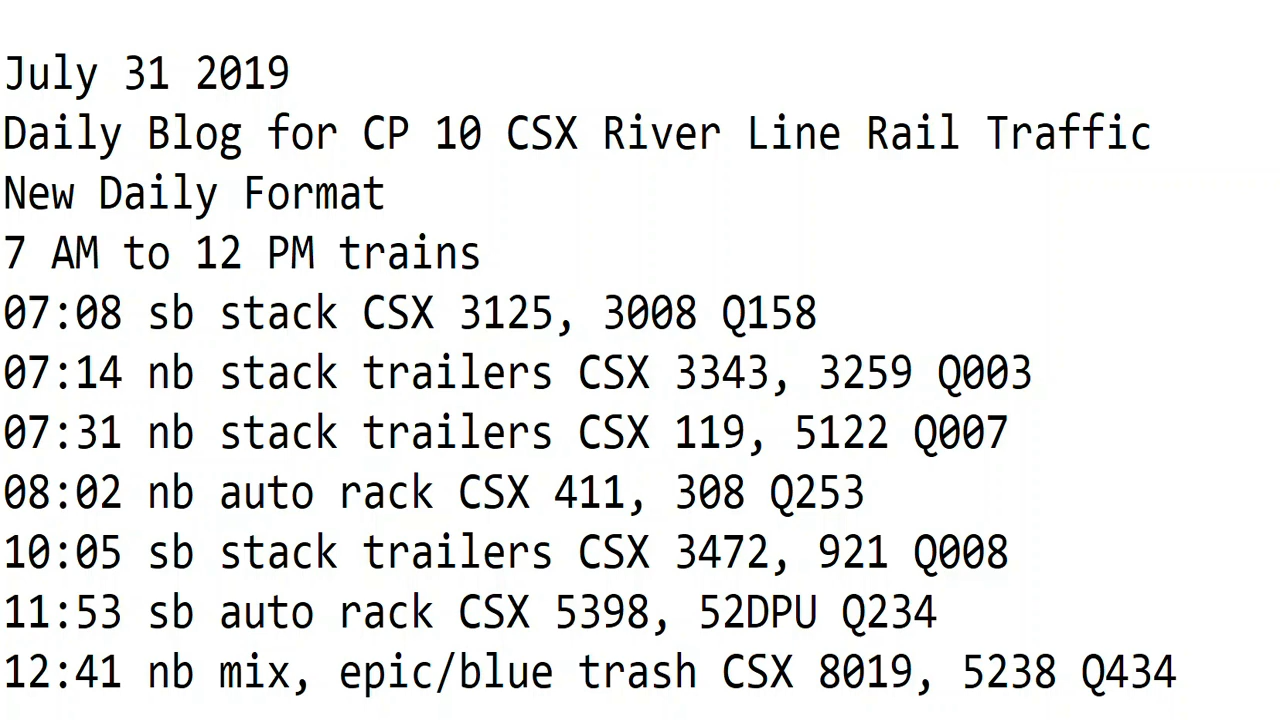 July 31 2019
Daily Blog for CP 10 CSX River Line Rail Traffic
New Daily Format
7 AM to 12 PM trains
07:08 sb stack CSX 3125, 3008 Q158
07:14 nb stack trailers CSX 3343, 3259 Q003
07:31 nb stack trailers CSX 119, 5122 Q007
08:02 nb auto rack CSX 411, 308 Q253
10:05 sb stack trailers CSX 3472, 921 Q008
11:53 sb auto rack CSX 5398, 52DPU Q234
12:41 nb mix, epic/blue trash CSX 8019, 5238 Q434